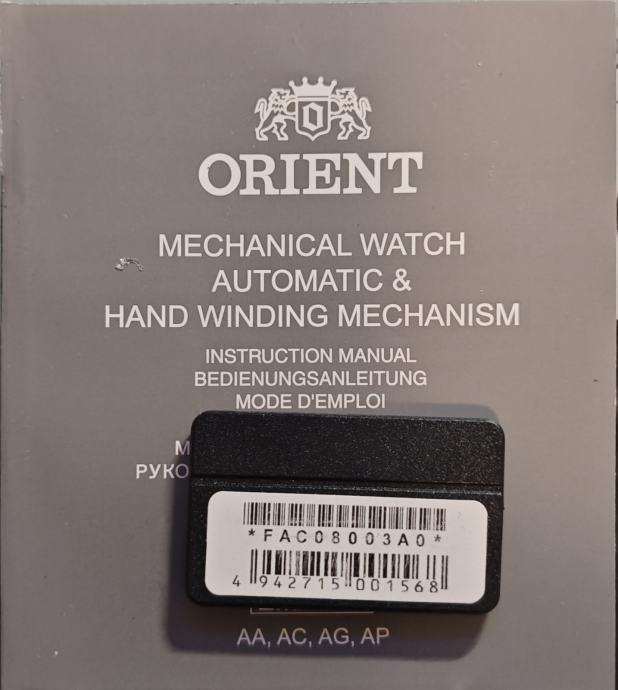 ORIENT
MECHANICAL WATCH
AUTOMATIC &
HAND WINDING MECHANISM
INSTRUCTION MANUAL
BEDIENUNGSANLEITUNG
MODE D'EMPLOI
*FAC08003A0*
4 942715 001568
AA, AC, AG, AP